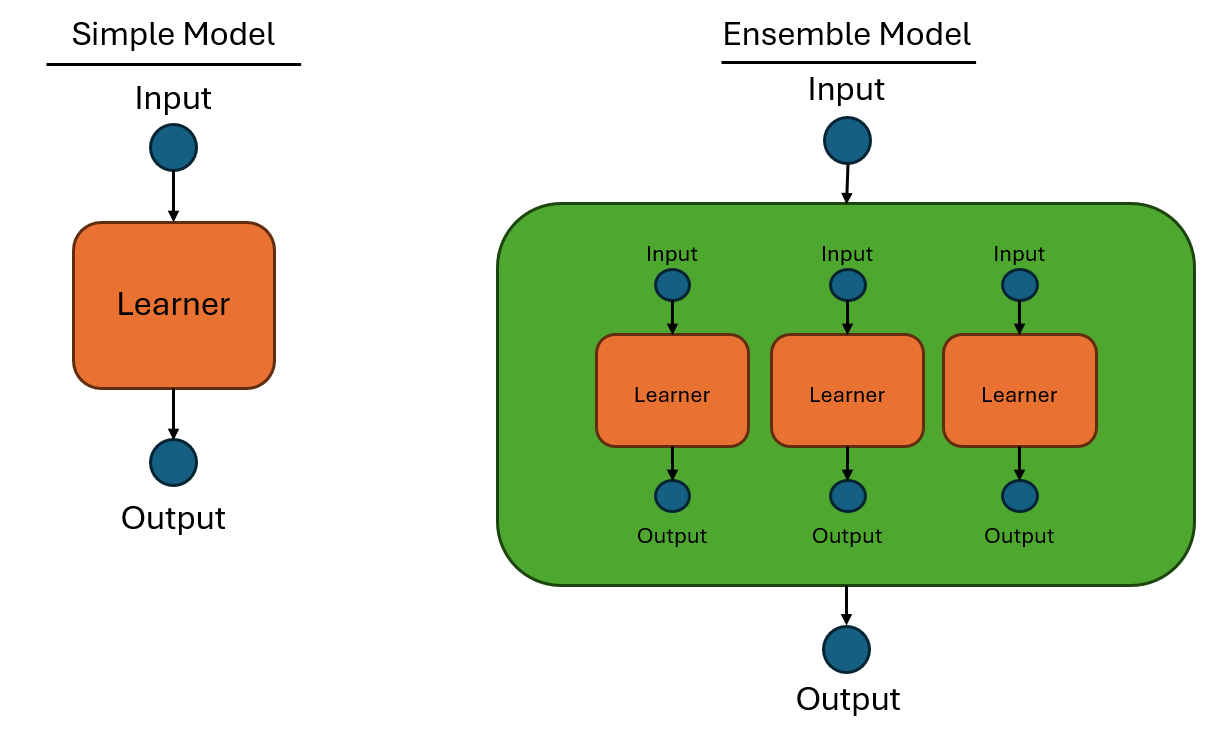 Simple Model
Input
Learner
Output
Ensemble Model
Input
Input
Input
Input
Learner
Learner
Learner
Output
Output
Output
Output